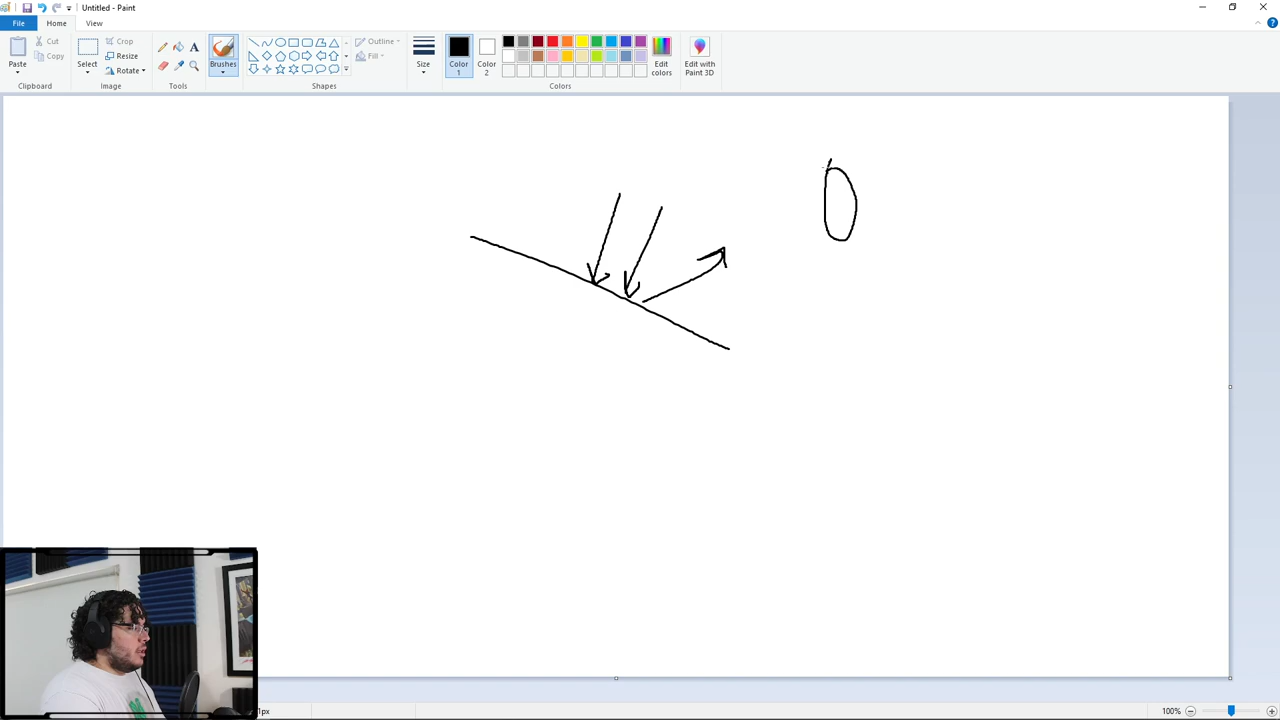 Untitled - Paint
File
Home
View
Paste
Cut
Copy
Clipboard
Select
Crop
Resize
Rotate
Image
A
Tools
Brushes
Outline
Fill
Shapes
Size
Color 1
Color 2
Edit colors
Edit with Paint 3D
Colors
1px
100%